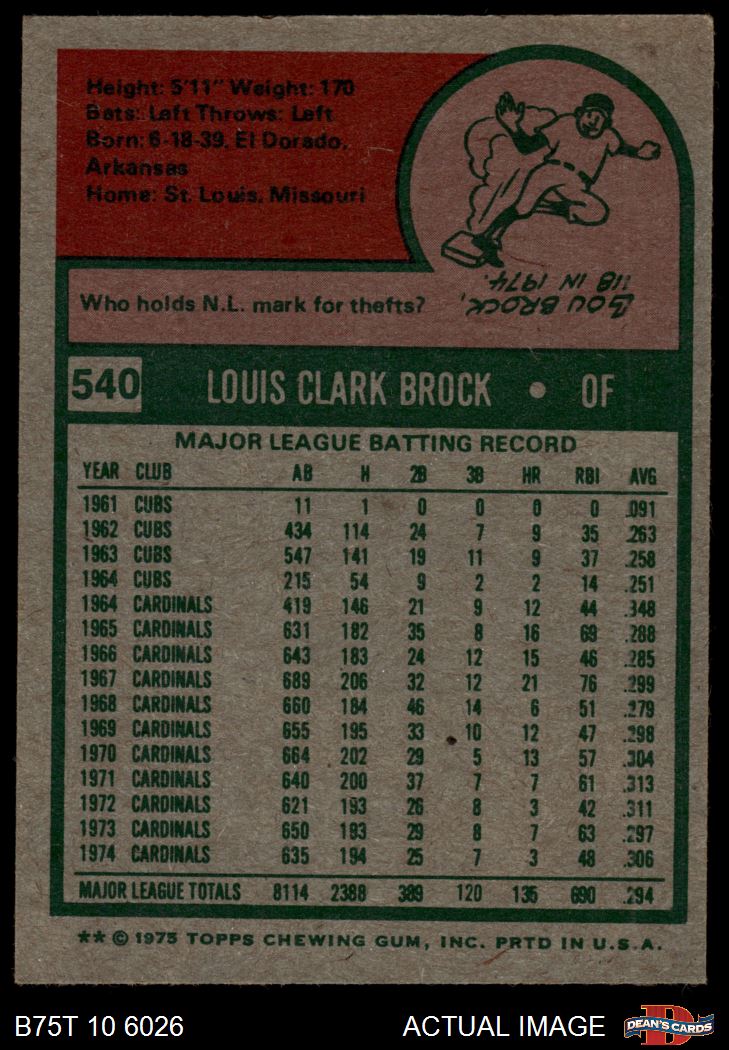 Height: 5'11" Weight: 170
Bats: Left Throws: Left
Born: 6-18-39, El Dorado,
Arkansas
Home: St. Louis, Missouri
Who holds N.L. mark for thefts?
LOU BROCK,
118 IN 1974.
540 LOUIS CLARK BROCK • OF
MAJOR LEAGUE BATTING RECORD
YEAR CLUB AB H 2B 3B HR RBI AVG
1961 CUBS 11 1 0 0 0 0 .091
1962 CUBS 434 114 24 7 9 35 .263
1963 CUBS 547 141 19 11 9 37 .258
1964 CUBS 215 54 9 2 2 14 .251
1964 CARDINALS 419 146 21 9 12 44 .348
1965 CARDINALS 631 182 35 8 16 69 .288
1966 CARDINALS 643 183 24 12 15 46 .285
1967 CARDINALS 689 206 32 12 21 76 .299
1968 CARDINALS 660 184 46 14 6 51 .279
1969 CARDINALS 655 195 33 10 12 47 .298
1970 CARDINALS 664 202 29 5 13 57 .304
1971 CARDINALS 640 200 37 7 7 61 .313
1972 CARDINALS 621 193 26 8 3 42 .311
1973 CARDINALS 650 193 29 8 7 63 .297
1974 CARDINALS 635 194 25 7 3 48 .306
MAJOR LEAGUE TOTALS 8114 2388 389 120 135 690 .294
** © 1975 TOPPS CHEWING GUM, INC. PRTD IN U.S.A.
B75T 10 6026 ACTUAL IMAGE
DEAN'S CARDS